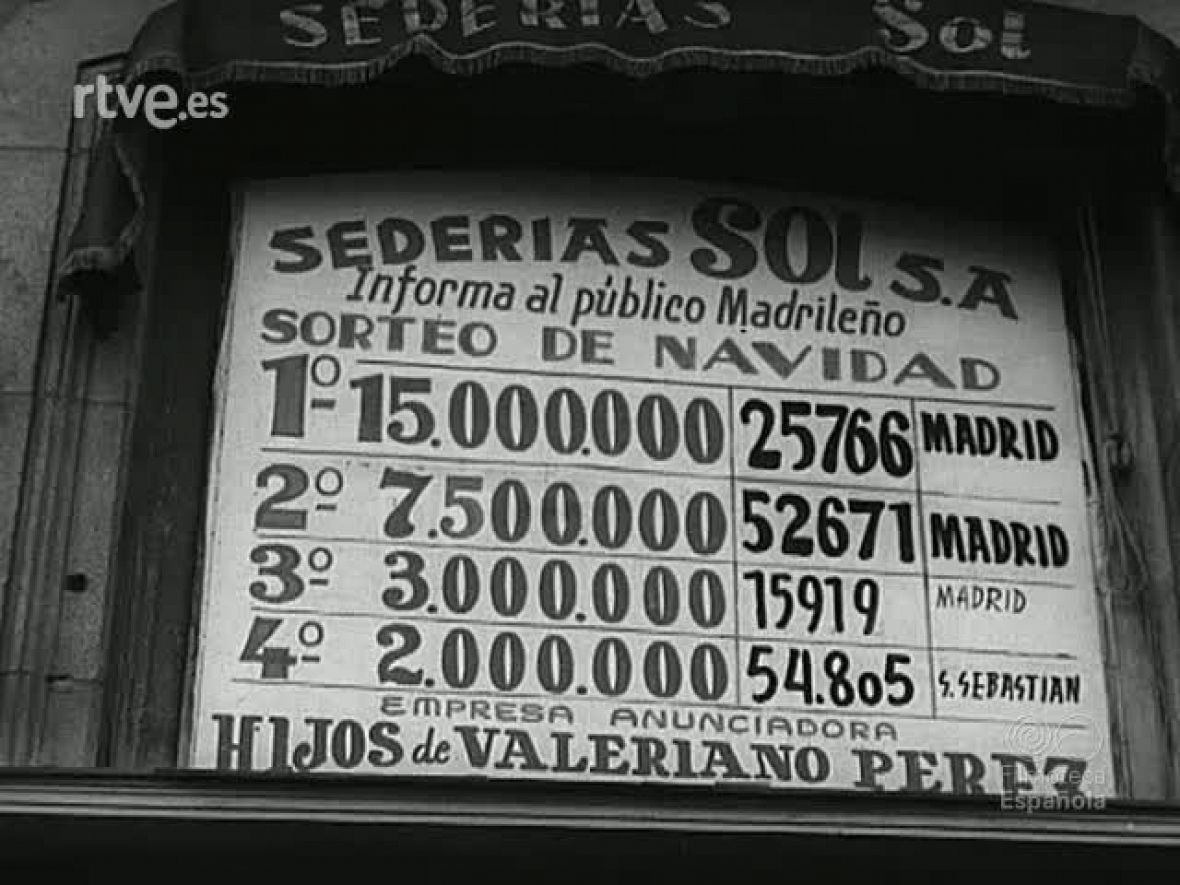 SEDERIAS Sol
rtve.es
SEDERIAS SOL S.A
Informa al público Madrileño
SORTEO DE NAVIDAD
1º- 15.000.000 25766 MADRID
2º- 7.500.000 52671 MADRID
3º- 3.000.000 15919 MADRID
4º- 2.000.000 54.805 S. SEBASTIAN
EMPRESA ANUNCIADORA
HIJOS de VALERIANO PEREZ
Filmoteca
Española